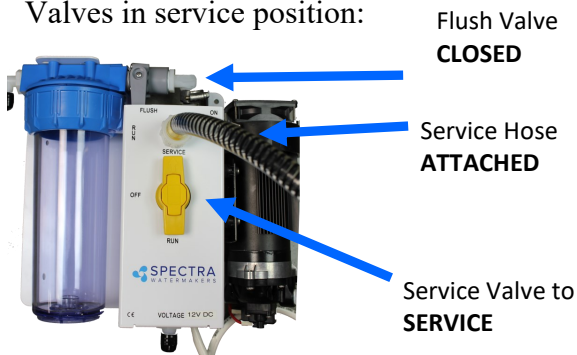 Valves in service position:
Flush Valve
CLOSED
FLUSH
ON
RUN
Service Hose
ATTACHED
SERVICE
OFF
RUN
SPECTRA
WATERMAKERS
Service Valve to
SERVICE
CE VOLTAGE 12V DC